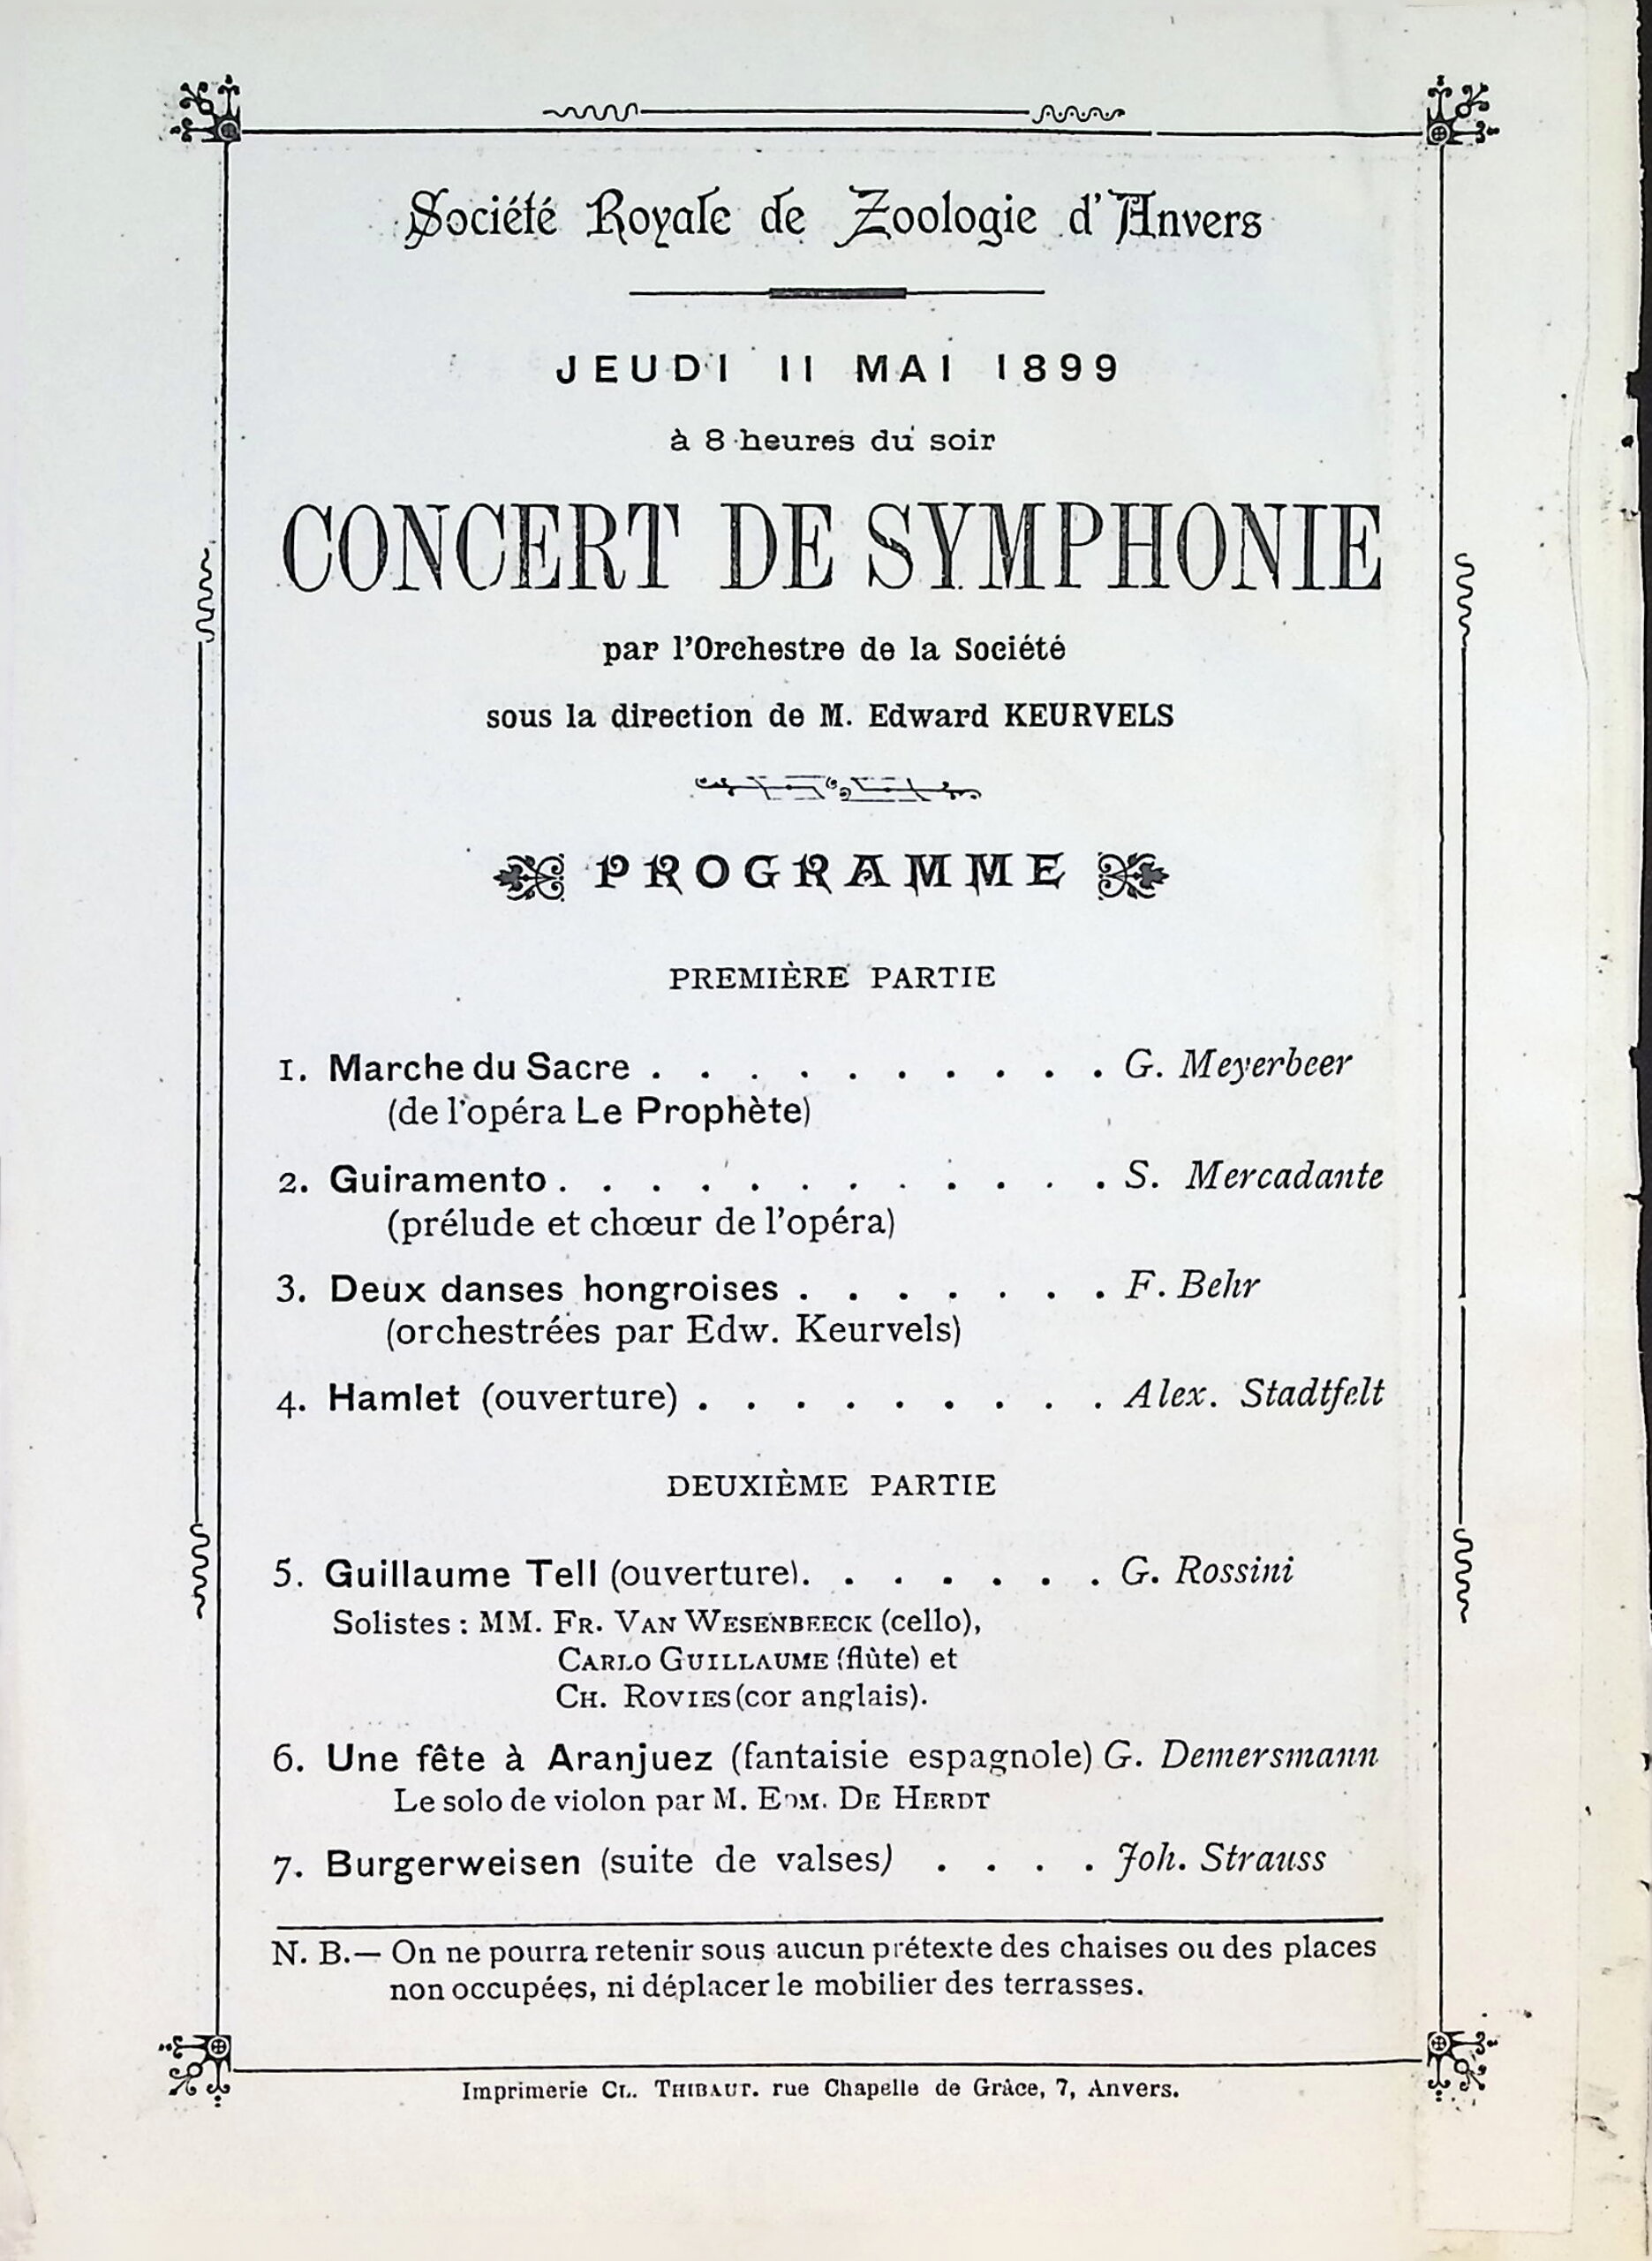 Société Royale de Zoologie d'Anvers
JEUDI 11 MAI 1899
à 8 heures du soir
CONCERT DE SYMPHONIE
par l'Orchestre de la Société
sous la direction de M. Edward KEURVELS
PROGRAMME
PREMIÈRE PARTIE
1. Marche du Sacre . . . . . . . . . . G. Meyerbeer
(de l'opéra Le Prophète)
2. Guiramento . . . . . . . . . . . . S. Mercadante
(prélude et chœur de l'opéra)
3. Deux danses hongroises . . . . . . . F. Behr
(orchestrées par Edw. Keurvels)
4. Hamlet (ouverture) . . . . . . . . . Alex. Stadtfelt
DEUXIÈME PARTIE
5. Guillaume Tell (ouverture). . . . . . . G. Rossini
Solistes : MM. FR. VAN WESENBEECK (cello),
CARLO GUILLAUME (flùte) et
CH. ROVIES (cor anglais).
6. Une fête à Aranjuez (fantaisie espagnole) G. Demersmann
Le solo de violon par M. EDM. DE HERDT
7. Burgerweisen (suite de valses) . . . . Joh. Strauss
N. B.— On ne pourra retenir sous aucun prétexte des chaises ou des places
non occupées, ni déplacer le mobilier des terrasses.
Imprimerie CL. THIBAUT. rue Chapelle de Grâce, 7, Anvers.